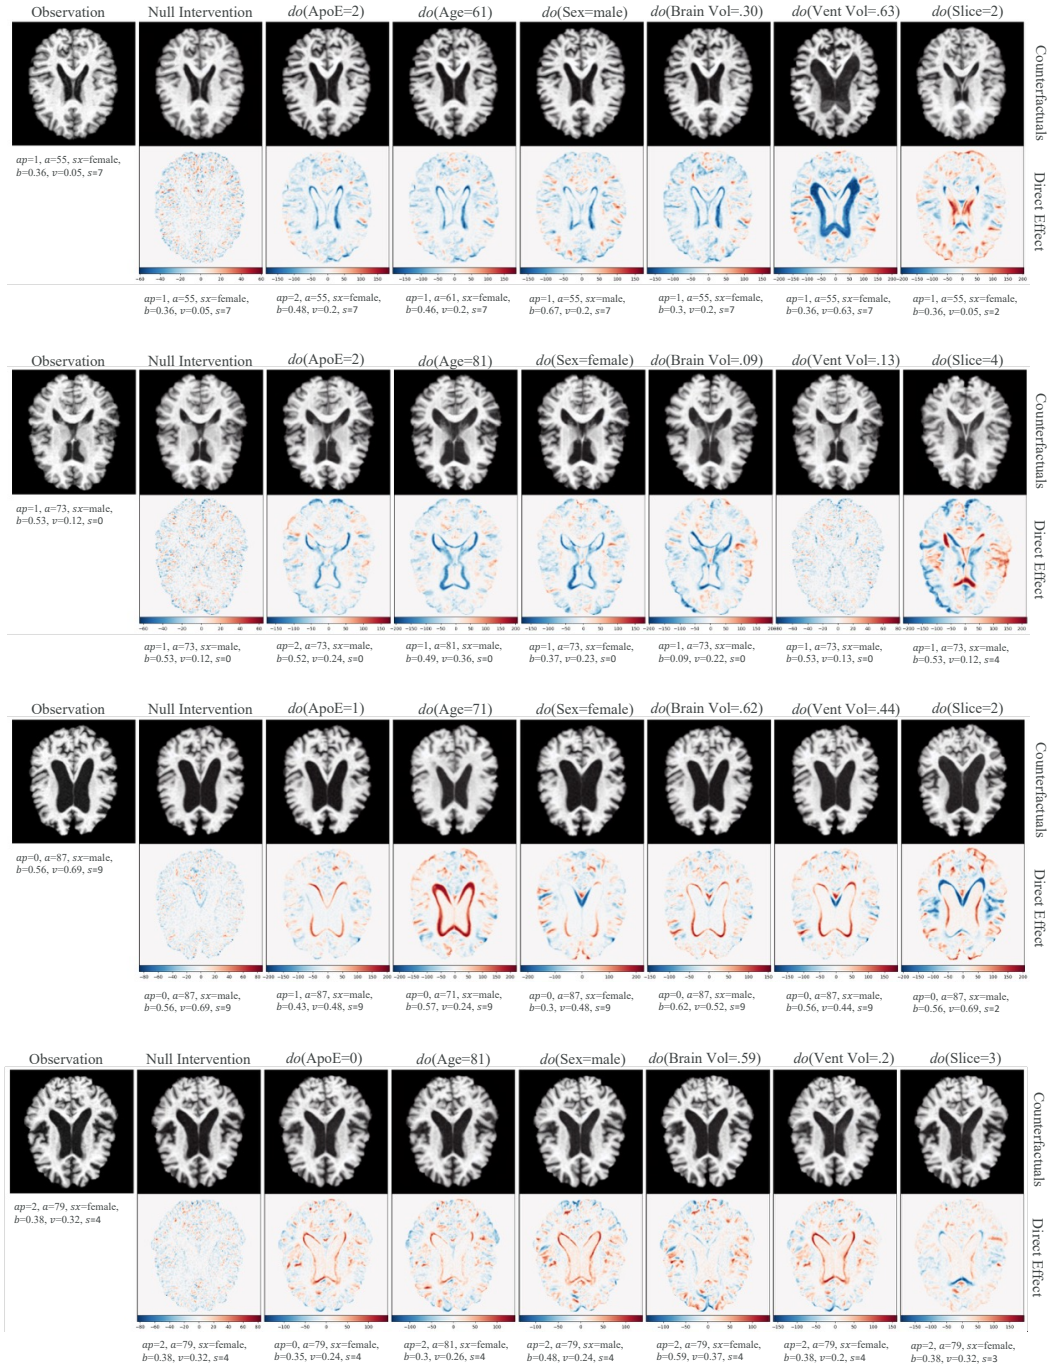 Observation Null Intervention do(ApoE=2) do(Age=61) do(Sex=male) do(Brain Vol=.30) do(Vent Vol=.63) do(Slice=2)
Counterfactuals
ap=1, a=55, sx=female,
b=0.36, v=0.05, s=7
Direct Effect
ap=1, a=55, sx=female, ap=2, a=55, sx=female, ap=1, a=61, sx=female, ap=1, a=55, sx=male, ap=1, a=55, sx=female, ap=1, a=55, sx=female, ap=1, a=55, sx=female,
b=0.36, v=0.05, s=7 b=0.48, v=0.2, s=7 b=0.46, v=0.2, s=7 b=0.67, v=0.2, s=7 b=0.3, v=0.2, s=7 b=0.36, v=0.63, s=7 b=0.36, v=0.05, s=2
Observation Null Intervention do(ApoE=2) do(Age=81) do(Sex=female) do(Brain Vol=.09) do(Vent Vol=.13) do(Slice=4)
Counterfactuals
ap=1, a=73, sx=male,
b=0.53, v=0.12, s=0
Direct Effect
ap=1, a=73, sx=male, ap=2, a=73, sx=male, ap=1, a=81, sx=male, ap=1, a=73, sx=female, ap=1, a=73, sx=male, ap=1, a=73, sx=male, ap=1, a=73, sx=male,
b=0.53, v=0.12, s=0 b=0.52, v=0.24, s=0 b=0.49, v=0.36, s=0 b=0.37, v=0.23, s=0 b=0.09, v=0.22, s=0 b=0.53, v=0.13, s=0 b=0.53, v=0.12, s=4
Observation Null Intervention do(ApoE=1) do(Age=71) do(Sex=female) do(Brain Vol=.62) do(Vent Vol=.44) do(Slice=2)
Counterfactuals
ap=0, a=87, sx=male,
b=0.56, v=0.69, s=9
Direct Effect
ap=0, a=87, sx=male, ap=1, a=87, sx=male, ap=0, a=71, sx=male, ap=0, a=87, sx=female, ap=0, a=87, sx=male, ap=0, a=87, sx=male, ap=0, a=87, sx=male,
b=0.56, v=0.69, s=9 b=0.43, v=0.48, s=9 b=0.57, v=0.24, s=9 b=0.3, v=0.48, s=9 b=0.62, v=0.52, s=9 b=0.56, v=0.44, s=9 b=0.56, v=0.69, s=2
Observation Null Intervention do(ApoE=0) do(Age=81) do(Sex=male) do(Brain Vol=.59) do(Vent Vol=.2) do(Slice=3)
Counterfactuals
ap=2, a=79, sx=female,
b=0.38, v=0.32, s=4
Direct Effect
ap=2, a=79, sx=female, ap=0, a=79, sx=female, ap=2, a=81, sx=female, ap=2, a=79, sx=male, ap=2, a=79, sx=female, ap=2, a=79, sx=female, ap=2, a=79, sx=female,
b=0.38, v=0.32, s=4 b=0.35, v=0.24, s=4 b=0.3, v=0.26, s=4 b=0.48, v=0.24, s=4 b=0.59, v=0.37, s=4 b=0.38, v=0.2, s=4 b=0.38, v=0.32, s=3